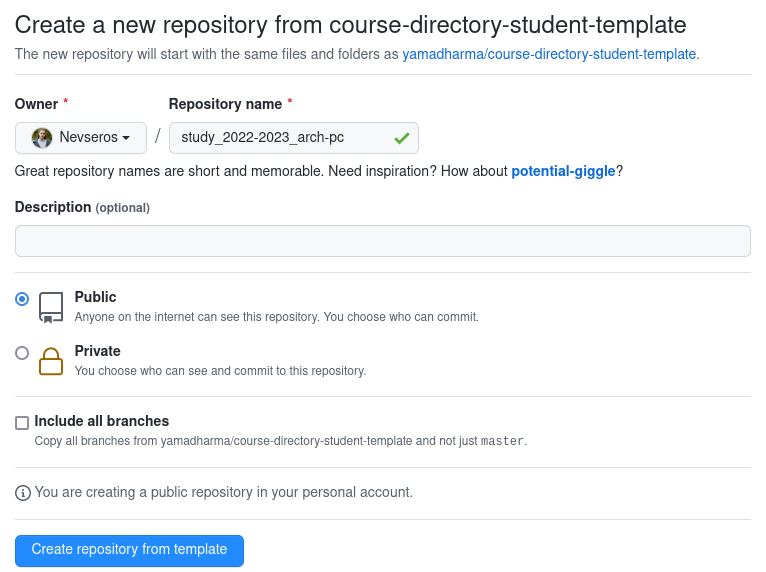 Create a new repository from course-directory-student-template
The new repository will start with the same files and folders as yamadharma/course-directory-student-template.
Owner * Repository name *
Nevseros / study_2022-2023_arch-pc
Great repository names are short and memorable. Need inspiration? How about potential-giggle?
Description (optional)
Public
Anyone on the internet can see this repository. You choose who can commit.
Private
You choose who can see and commit to this repository.
Include all branches
Copy all branches from yamadharma/course-directory-student-template and not just master.
You are creating a public repository in your personal account.
Create repository from template